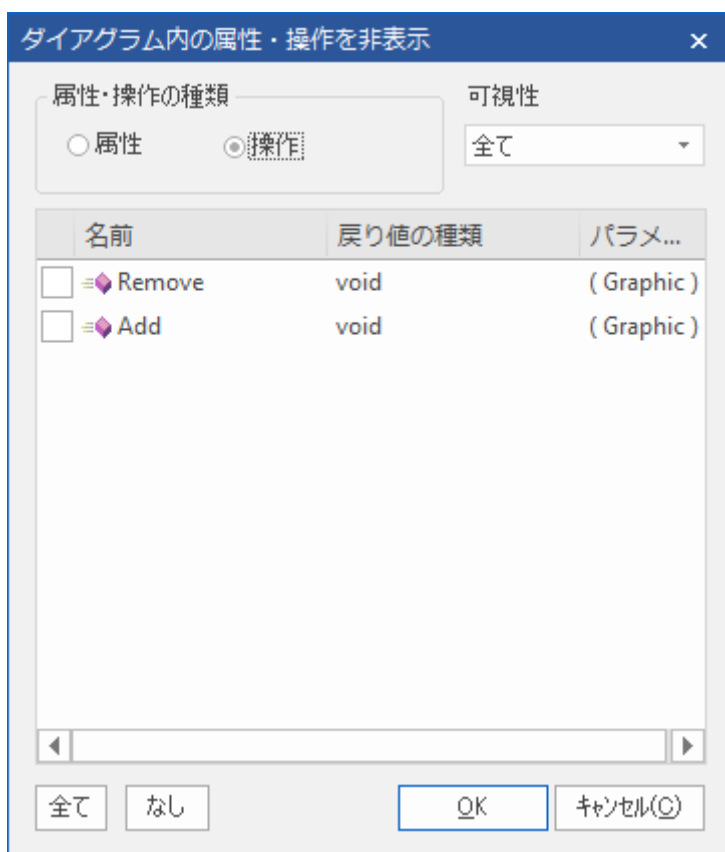 ダイアグラム内の属性・操作を非表示
属性・操作の種類
可視性
属性
操作
全て
名前 戻り値の種類 パラメ...
Remove void ( Graphic )
Add void ( Graphic )
全て なし OK キャンセル(C)